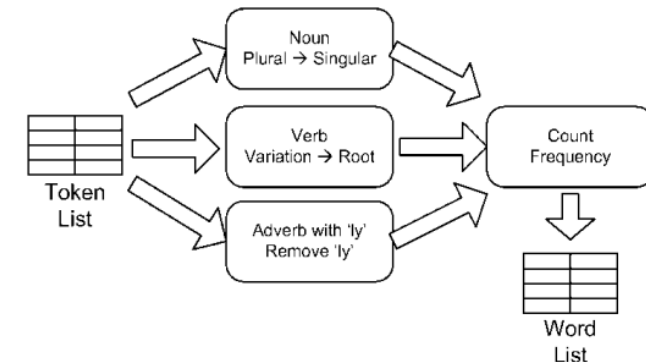 Noun
Plural → Singular
Token
List
Verb
Variation → Root
Adverb with 'ly'
Remove 'ly'
Count
Frequency
Word
List